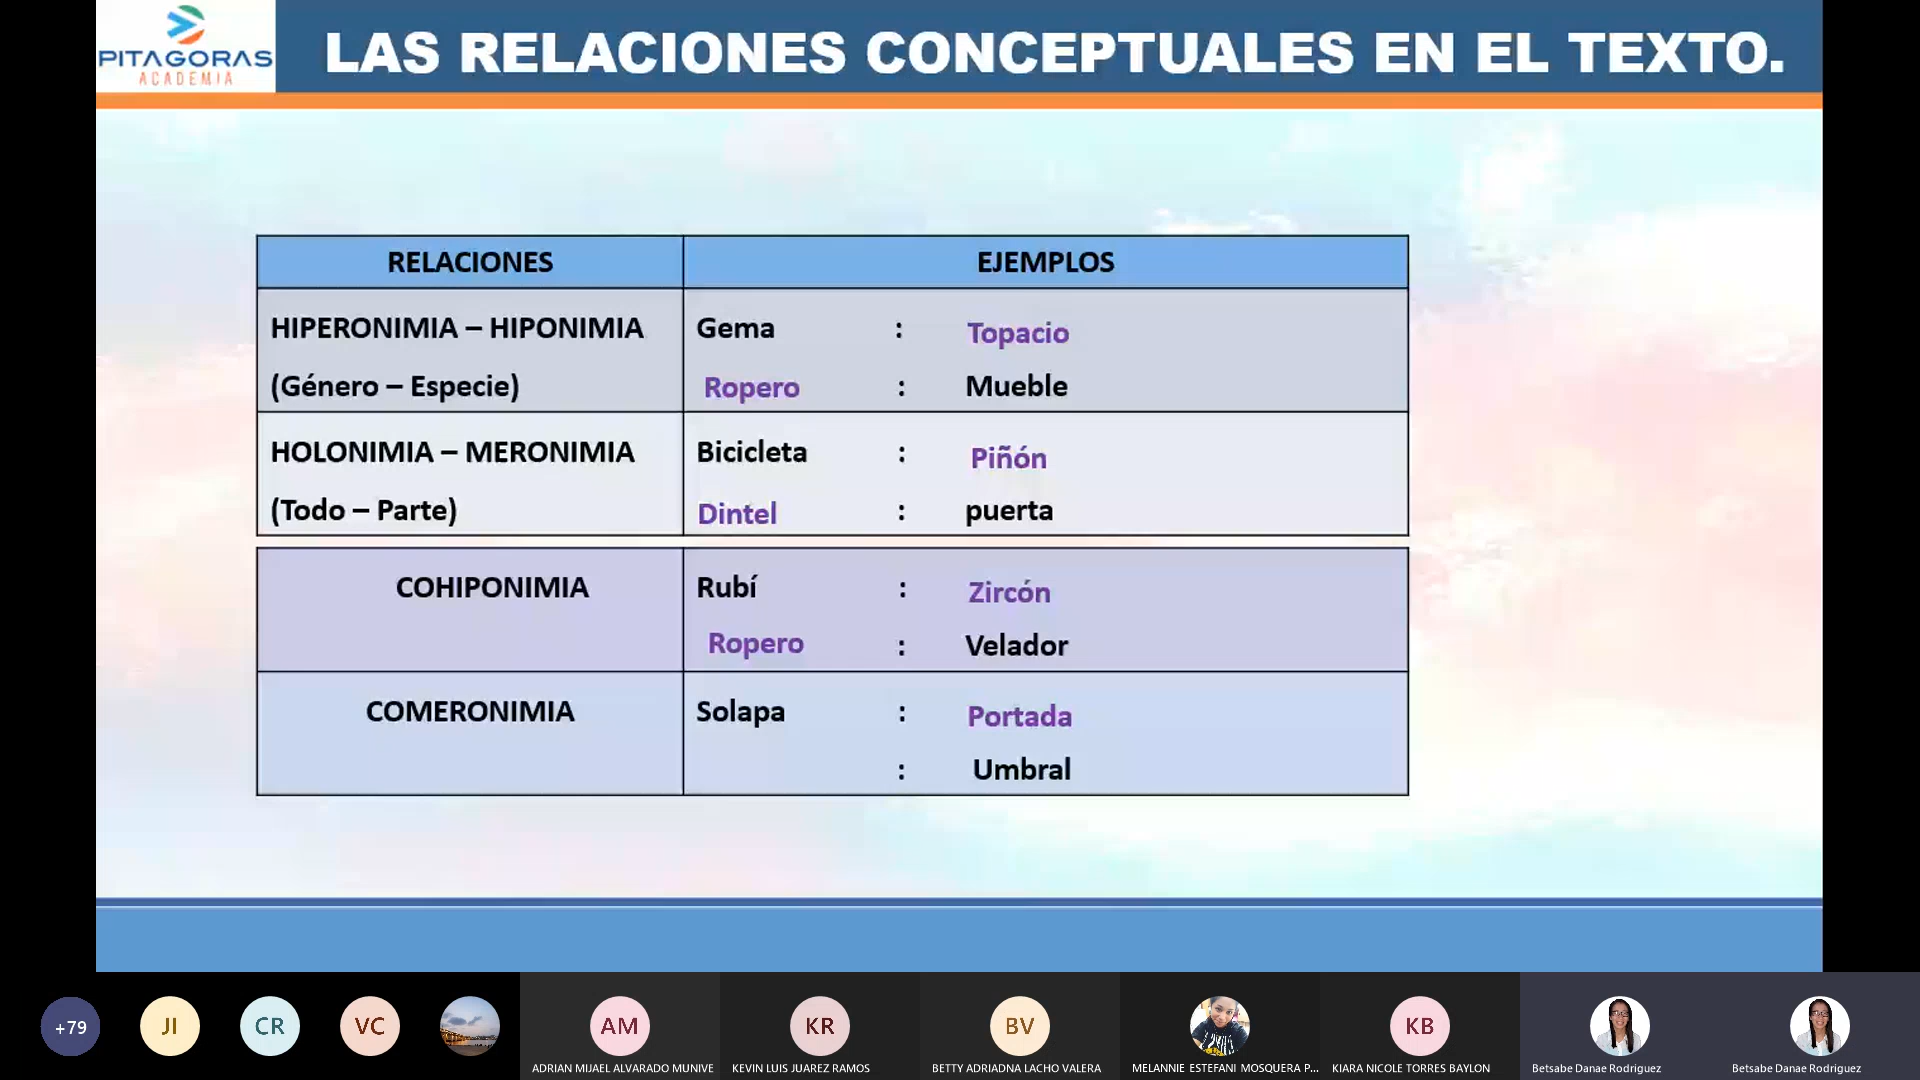 PITAGORAS
ACADEMIA
LAS RELACIONES CONCEPTUALES EN EL TEXTO.
RELACIONES EJEMPLOS
HIPERONIMIA – HIPONIMIA Gema : Topacio
(Género – Especie) Ropero : Mueble
HOLONIMIA – MERONIMIA Bicicleta : Piñón
(Todo – Parte) Dintel : puerta
COHIPONIMIA Rubí : Zircón
Ropero : Velador
COMERONIMIA Solapa : Portada
: Umbral
+79 JI CR VC AM KR BV KB
ADRIAN MIJAEL ALVARADO MUNIVE KEVIN LUIS JUAREZ RAMOS BETTY ADRIADNA LACHO VALERA MELANNIE ESTEFANI MOSQUERA P... KIARA NICOLE TORRES BAYLON Betsabe Danae Rodriguez Betsabe Danae Rodriguez